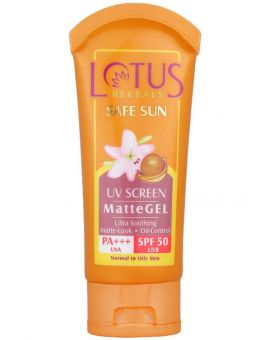 LOTUS
HERBALS
SAFE SUN
UV SCREEN
MatteGEL
Ultra Soothing
Matte Look • Oil-Control
PA+++ SPF 50
UVA UVB
Normal to Oily Skin